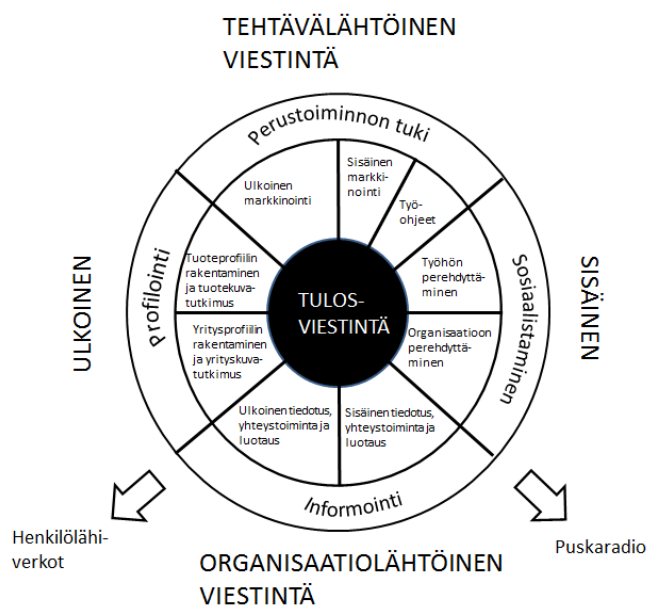 TEHTÄVÄLÄHTÖINEN
VIESTINTÄ
Perustoiminnon tuki
Ulkoinen
markkinointi
Sisäinen
markki-
nointi
Työ-
ohjeet
Profilointi
Sosiaalistaminen
ULKOINEN
SISÄINEN
Tuoteprofiilin
rakentaminen
ja tuotekuva-
tutkimus
Työhön
perehdyttä-
minen
TULOS-
VIESTINTÄ
Yritysprofiilin
rakentaminen
ja yrityskuva-
tutkimus
Organisaatioon
perehdyttä-
minen
Ulkoinen tiedotus,
yhteystoiminta ja
luotaus
Sisäinen tiedotus,
yhteystoiminta ja
luotaus
Informointi
Henkilölähi-
verkot
Puskaradio
ORGANISAATIOLÄHTÖINEN
VIESTINTÄ